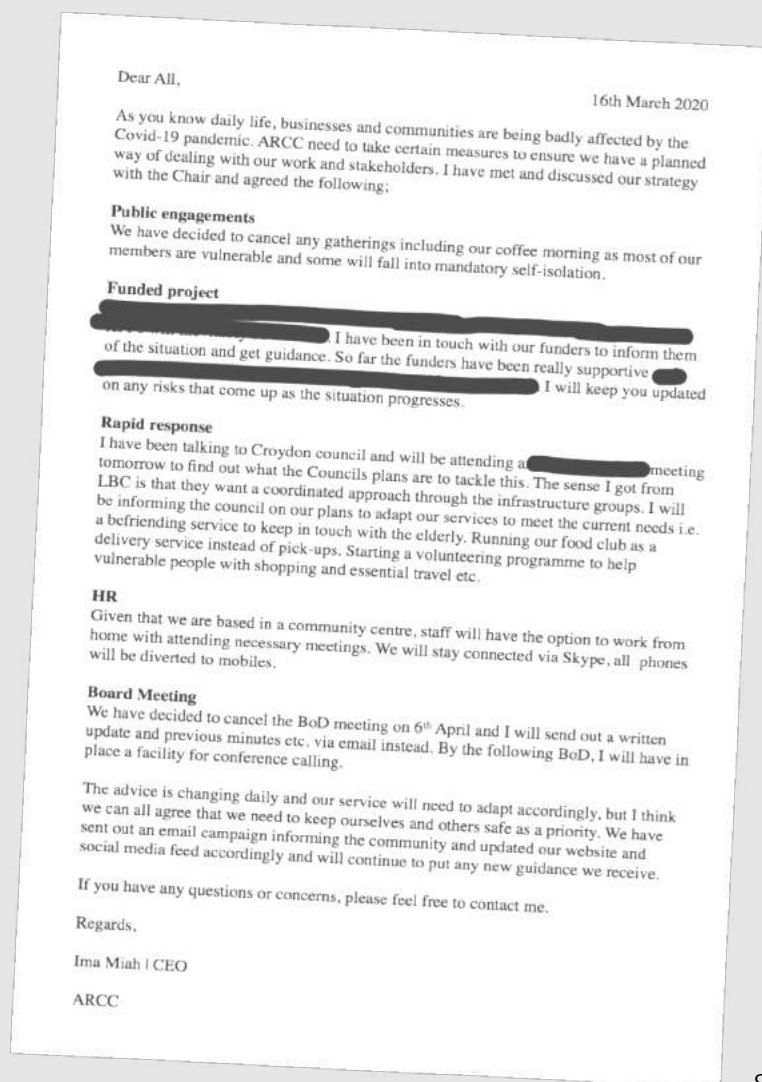 Dear All,
16th March 2020
As you know daily life, businesses and communities are being badly affected by the
Covid-19 pandemic. ARCC need to take certain measures to ensure we have a planned
way of dealing with our work and stakeholders. I have met and discussed our strategy
with the Chair and agreed the following;
Public engagements
We have decided to cancel any gatherings including our coffee morning as most of our
members are vulnerable and some will fall into mandatory self-isolation.
Funded project
I have been in touch with our funders to inform them
of the situation and get guidance. So far the funders have been really supportive
I will keep you updated
on any risks that come up as the situation progresses.
Rapid response
I have been talking to Croydon council and will be attending a meeting
tomorrow to find out what the Councils plans are to tackle this. The sense I got from
LBC is that they want a coordinated approach through the infrastructure groups. I will
be informing the council on our plans to adapt our services to meet the current needs i.e.
a befriending service to keep in touch with the elderly. Running our food club as a
delivery service instead of pick-ups. Starting a volunteering programme to help
vulnerable people with shopping and essential travel etc.
HR
Given that we are based in a community centre, staff will have the option to work from
home with attending necessary meetings. We will stay connected via Skype, all phones
will be diverted to mobiles.
Board Meeting
We have decided to cancel the BoD meeting on 6th April and I will send out a written
update and previous minutes etc. via email instead. By the following BoD, I will have in
place a facility for conference calling.
The advice is changing daily and our service will need to adapt accordingly, but I think
we can all agree that we need to keep ourselves and others safe as a priority. We have
sent out an email campaign informing the community and updated our website and
social media feed accordingly and will continue to put any new guidance we receive.
If you have any questions or concerns, please feel free to contact me.
Regards,
Ima Miah | CEO
ARCC